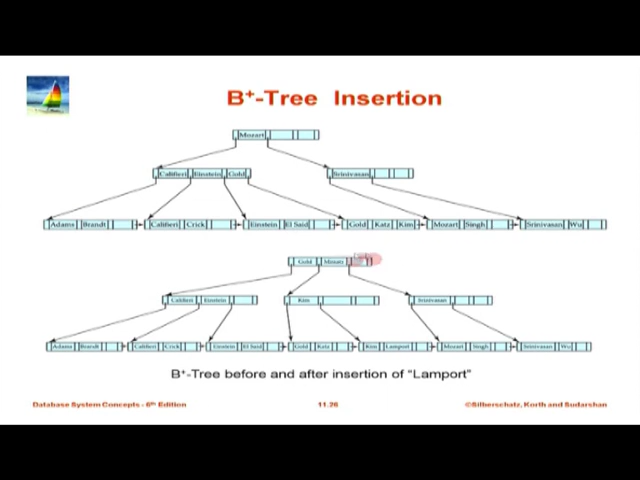 B+-Tree Insertion
Mozart
Califieri Einstein Gold Srinivasan
Adams Brandt Califieri Crick Einstein El Said Gold Katz Kim Mozart Singh Srinivasan Wu
Gold Mozart
Califieri Einstein Kim Srinivasan
Adams Brandt Califieri Crick Einstein El Said Gold Katz Kim Lamport Mozart Singh Srinivasan Wu
B+-Tree before and after insertion of "Lamport"
Database System Concepts - 6th Edition 11.26 ©Silberschatz, Korth and Sudarshan